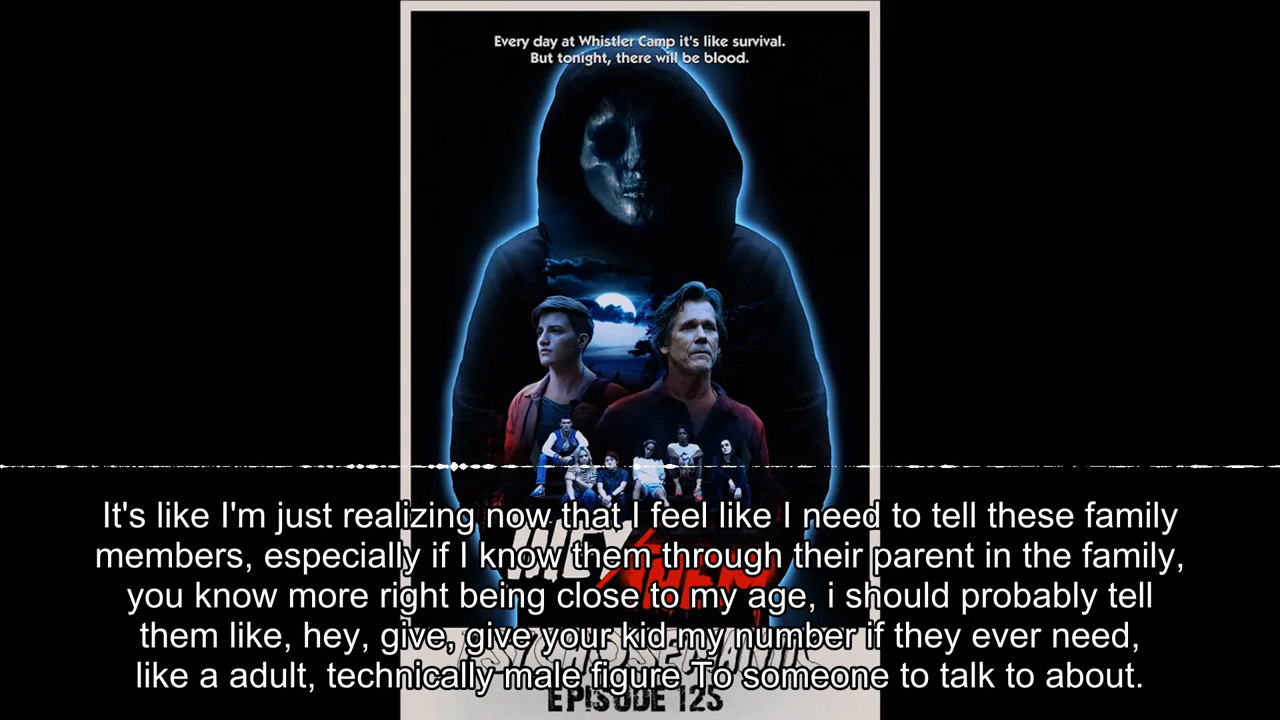 Every day at Whistler Camp it's like survival.
But tonight, there will be blood.
It's like I'm just realizing now that I feel like I need to tell these family
members, especially if I know them through their parent in the family,
you know more right being close to my age, i should probably tell
them like, hey, give, give your kid my number if they ever need,
like a adult, technically male figure To someone to talk to about.
EPISODE 125